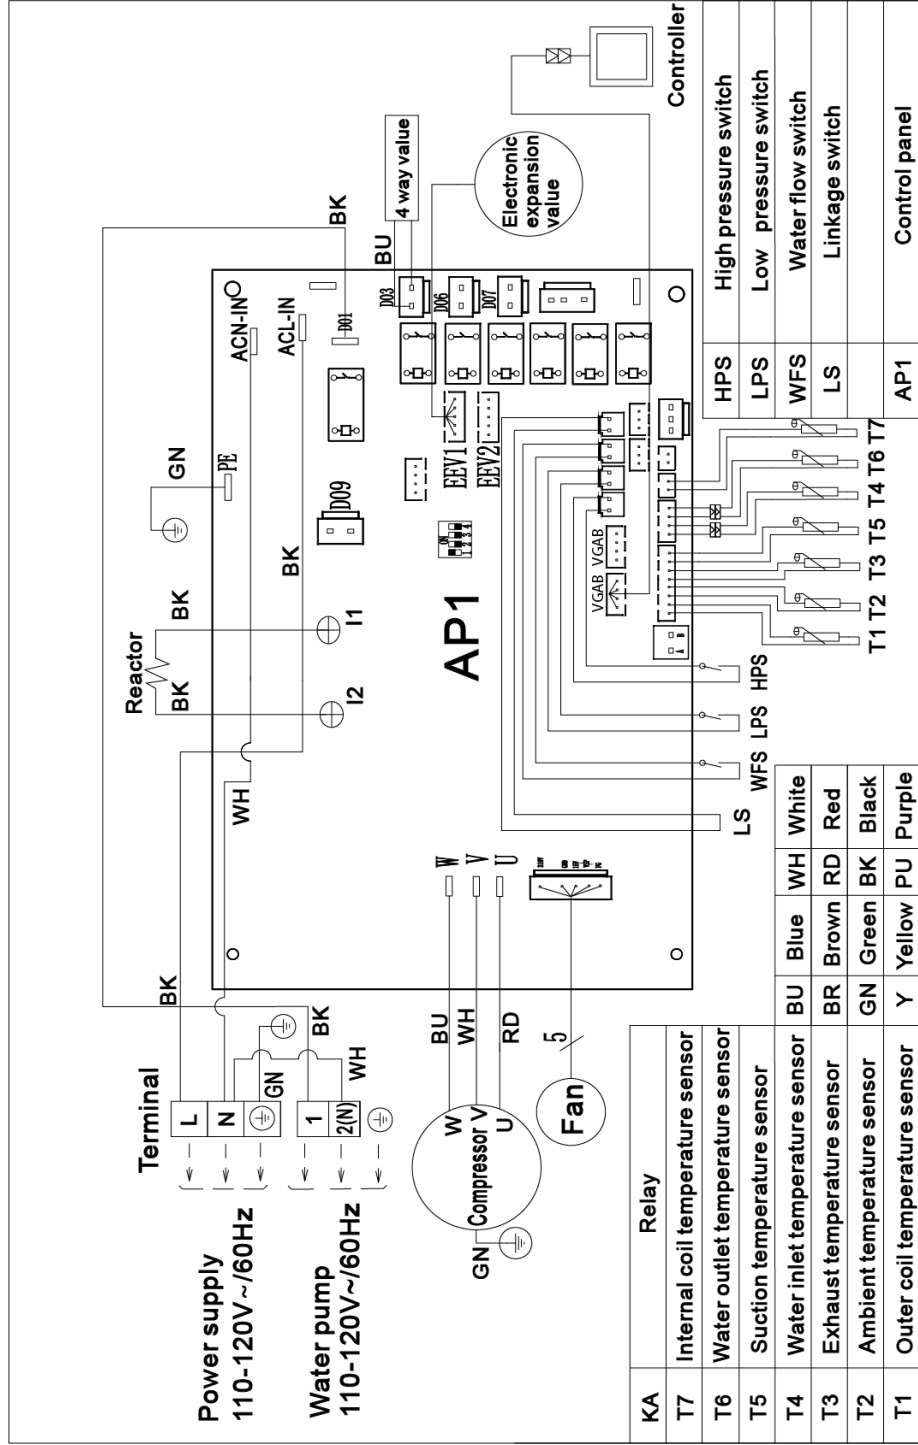 Power supply
110-120V~/60Hz
Water pump
110-120V~/60Hz
Terminal
L
N
1
2(N)
GN
BK
WH
BK
WH
Reactor
BK
BK
I2
I1
BK
GN
PE
ACN-IN
ACL-IN
BK
D01
D09
BU
4 way value
D03
D06
D07
Electronic
expansion
value
Controller
EEV1
EEV2
ON
1 2 3 4
AP1
W
V
U
BU
WH
RD
W
Compressor V
U
GN
Fan
5
VGAB VGAB
A B
LS
WFS
LPS
HPS
T1 T2 T3 T5 T4 T6 T7
KA Relay
T7 Internal coil temperature sensor
T6 Water outlet temperature sensor
T5 Suction temperature sensor
T4 Water inlet temperature sensor
T3 Exhaust temperature sensor
T2 Ambient temperature sensor
T1 Outer coil temperature sensor
BU Blue WH White
BR Brown RD Red
GN Green BK Black
Y Yellow PU Purple
HPS High pressure switch
LPS Low pressure switch
WFS Water flow switch
LS Linkage switch
AP1 Control panel